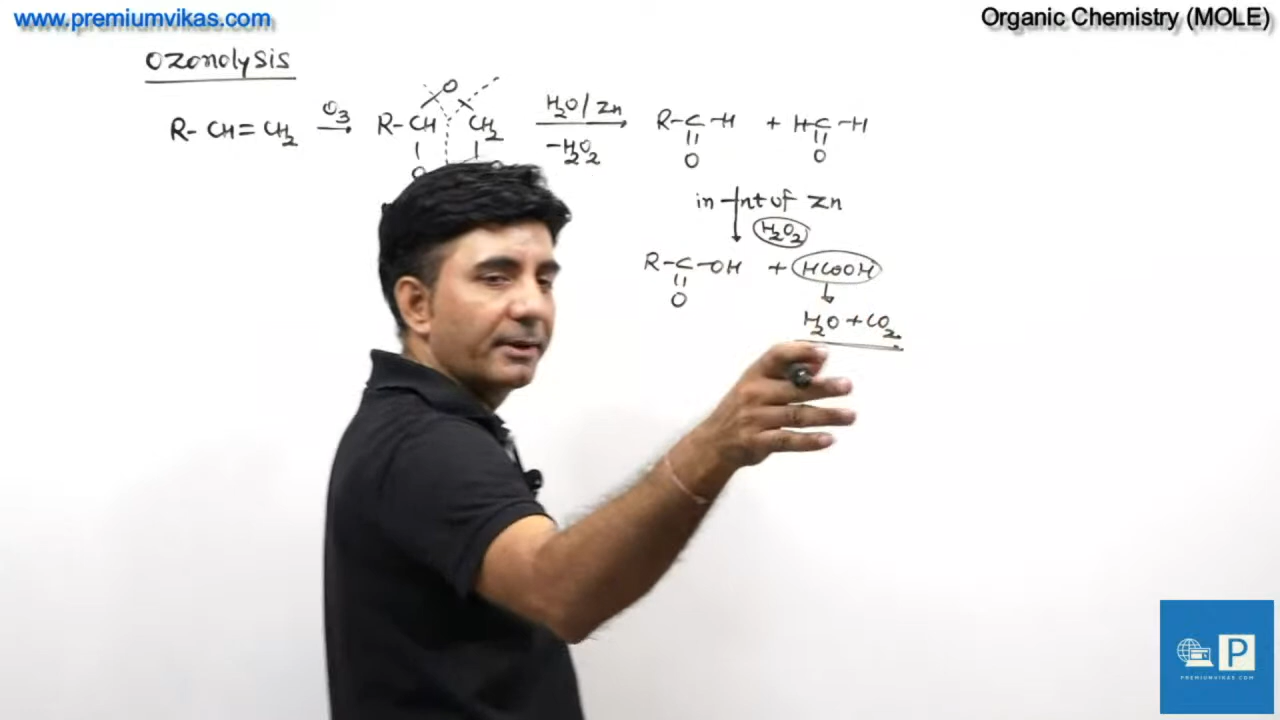 www.premiumvikas.com
Organic Chemistry (MOLE)
Ozonolysis
R-CH=CH₂ →(O₃) R-CH O CH₂ O →(H₂O/Zn, -H₂O₂) R-C(=O)-H + H-C(=O)-H
in nt of Zn
H₂O₂
R-C(=O)-OH + HCOOH
H₂O + CO₂
P
PREMIUMVIKAS.COM